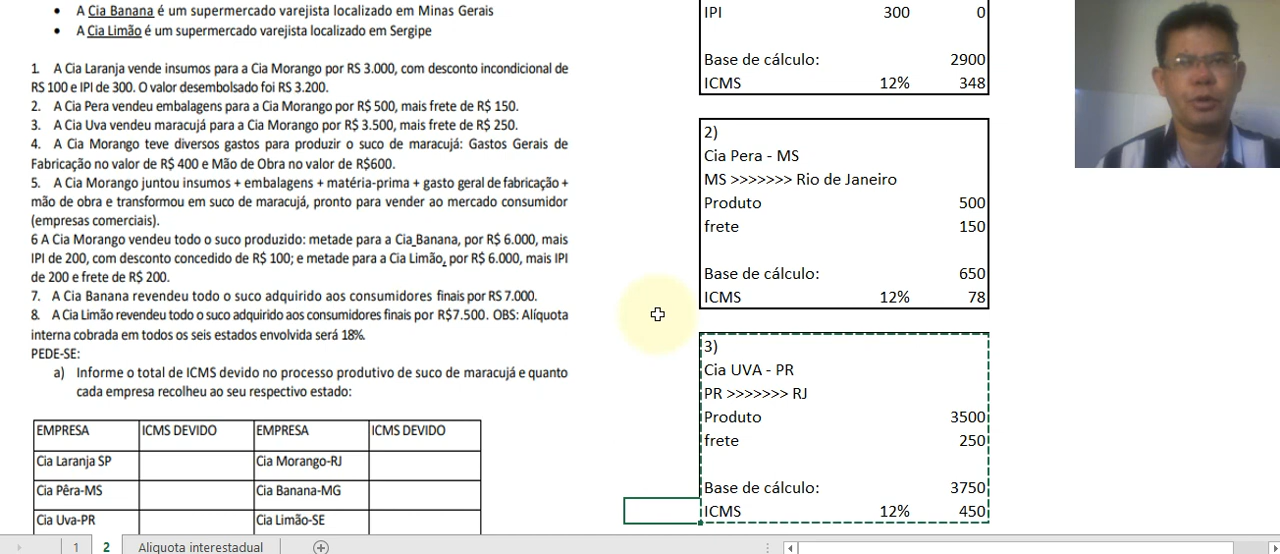 • A Cia Banana é um supermercado varejista localizado em Minas Gerais
• A Cia Limão é um supermercado varejista localizado em Sergipe
1. A Cia Laranja vende insumos para a Cia Morango por RS 3.000, com desconto incondicional de
RS 100 e IPI de 300. O valor desembolsado foi RS 3.200.
2. A Cia Pera vendeu embalagens para a Cia Morango por R$ 500, mais frete de R$ 150.
3. A Cia Uva vendeu maracujá para a Cia Morango por R$ 3.500, mais frete de R$ 250.
4. A Cia Morango teve diversos gastos para produzir o suco de maracujá: Gastos Gerais de
Fabricação no valor de R$ 400 e Mão de Obra no valor de R$600.
5. A Cia Morango juntou insumos + embalagens + matéria-prima + gasto geral de fabricação +
mão de obra e transformou em suco de maracujá, pronto para vender ao mercado consumidor
(empresas comerciais).
6 A Cia Morango vendeu todo o suco produzido: metade para a Cia Banana, por R$ 6.000, mais
IPI de 200, com desconto concedido de R$ 100; e metade para a Cia Limão, por R$ 6.000, mais IPI
de 200 e frete de R$ 200.
7. A Cia Banana revendeu todo o suco adquirido aos consumidores finais por RS 7.000.
8. A Cia Limão revendeu todo o suco adquirido aos consumidores finais por R$7.500. OBS: Alíquota
interna cobrada em todos os seis estados envolvida será 18%.
PEDE-SE:
a) Informe o total de ICMS devido no processo produtivo de suco de maracujá e quanto
cada empresa recolheu ao seu respectivo estado:
EMPRESA ICMS DEVIDO EMPRESA ICMS DEVIDO
Cia Laranja SP Cia Morango-RJ
Cia Pêra-MS Cia Banana-MG
Cia Uva-PR Cia Limão-SE
IPI 300 0
Base de cálculo: 2900
ICMS 12% 348
2)
Cia Pera - MS
MS >>>>>>> Rio de Janeiro
Produto 500
frete 150
Base de cálculo: 650
ICMS 12% 78
3)
Cia UVA - PR
PR >>>>>>> RJ
Produto 3500
frete 250
Base de cálculo: 3750
ICMS 12% 450
1 2 Aliquota interestadual